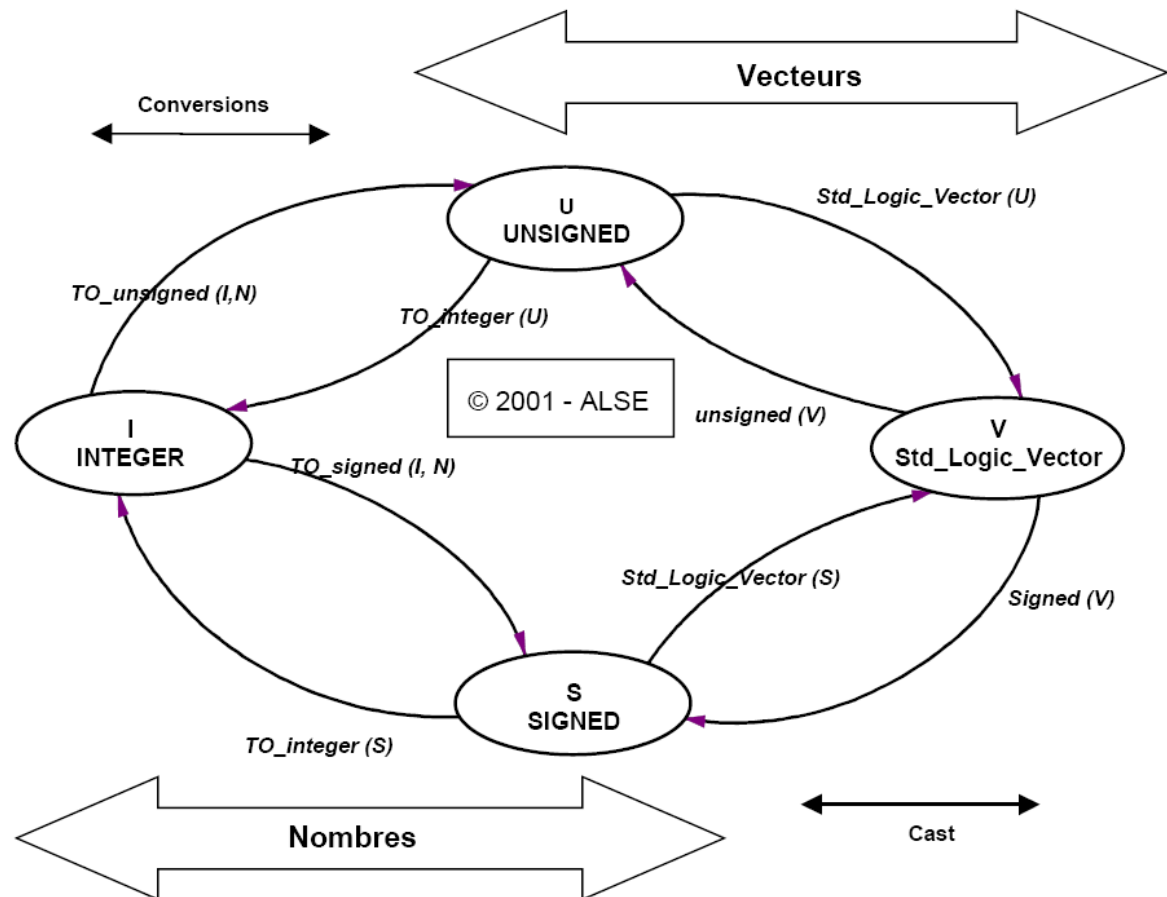 Vecteurs
Conversions
U
UNSIGNED
Std_Logic_Vector (U)
TO_unsigned (I,N)
TO_integer (U)
© 2001 - ALSE
unsigned (V)
I
INTEGER
V
Std_Logic_Vector
TO_signed (I, N)
Std_Logic_Vector (S)
Signed (V)
S
SIGNED
TO_integer (S)
Nombres
Cast